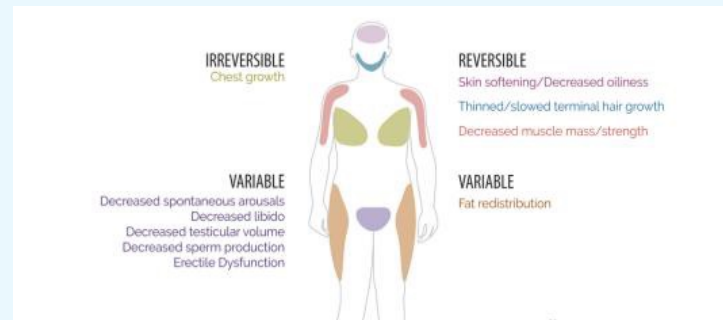 IRREVERSIBLE
Chest growth
REVERSIBLE
Skin softening/Decreased oiliness
Thinned/slowed terminal hair growth
Decreased muscle mass/strength
VARIABLE
Decreased spontaneous arousals
Decreased libido
Decreased testicular volume
Decreased sperm production
Erectile Dysfunction
VARIABLE
Fat redistribution